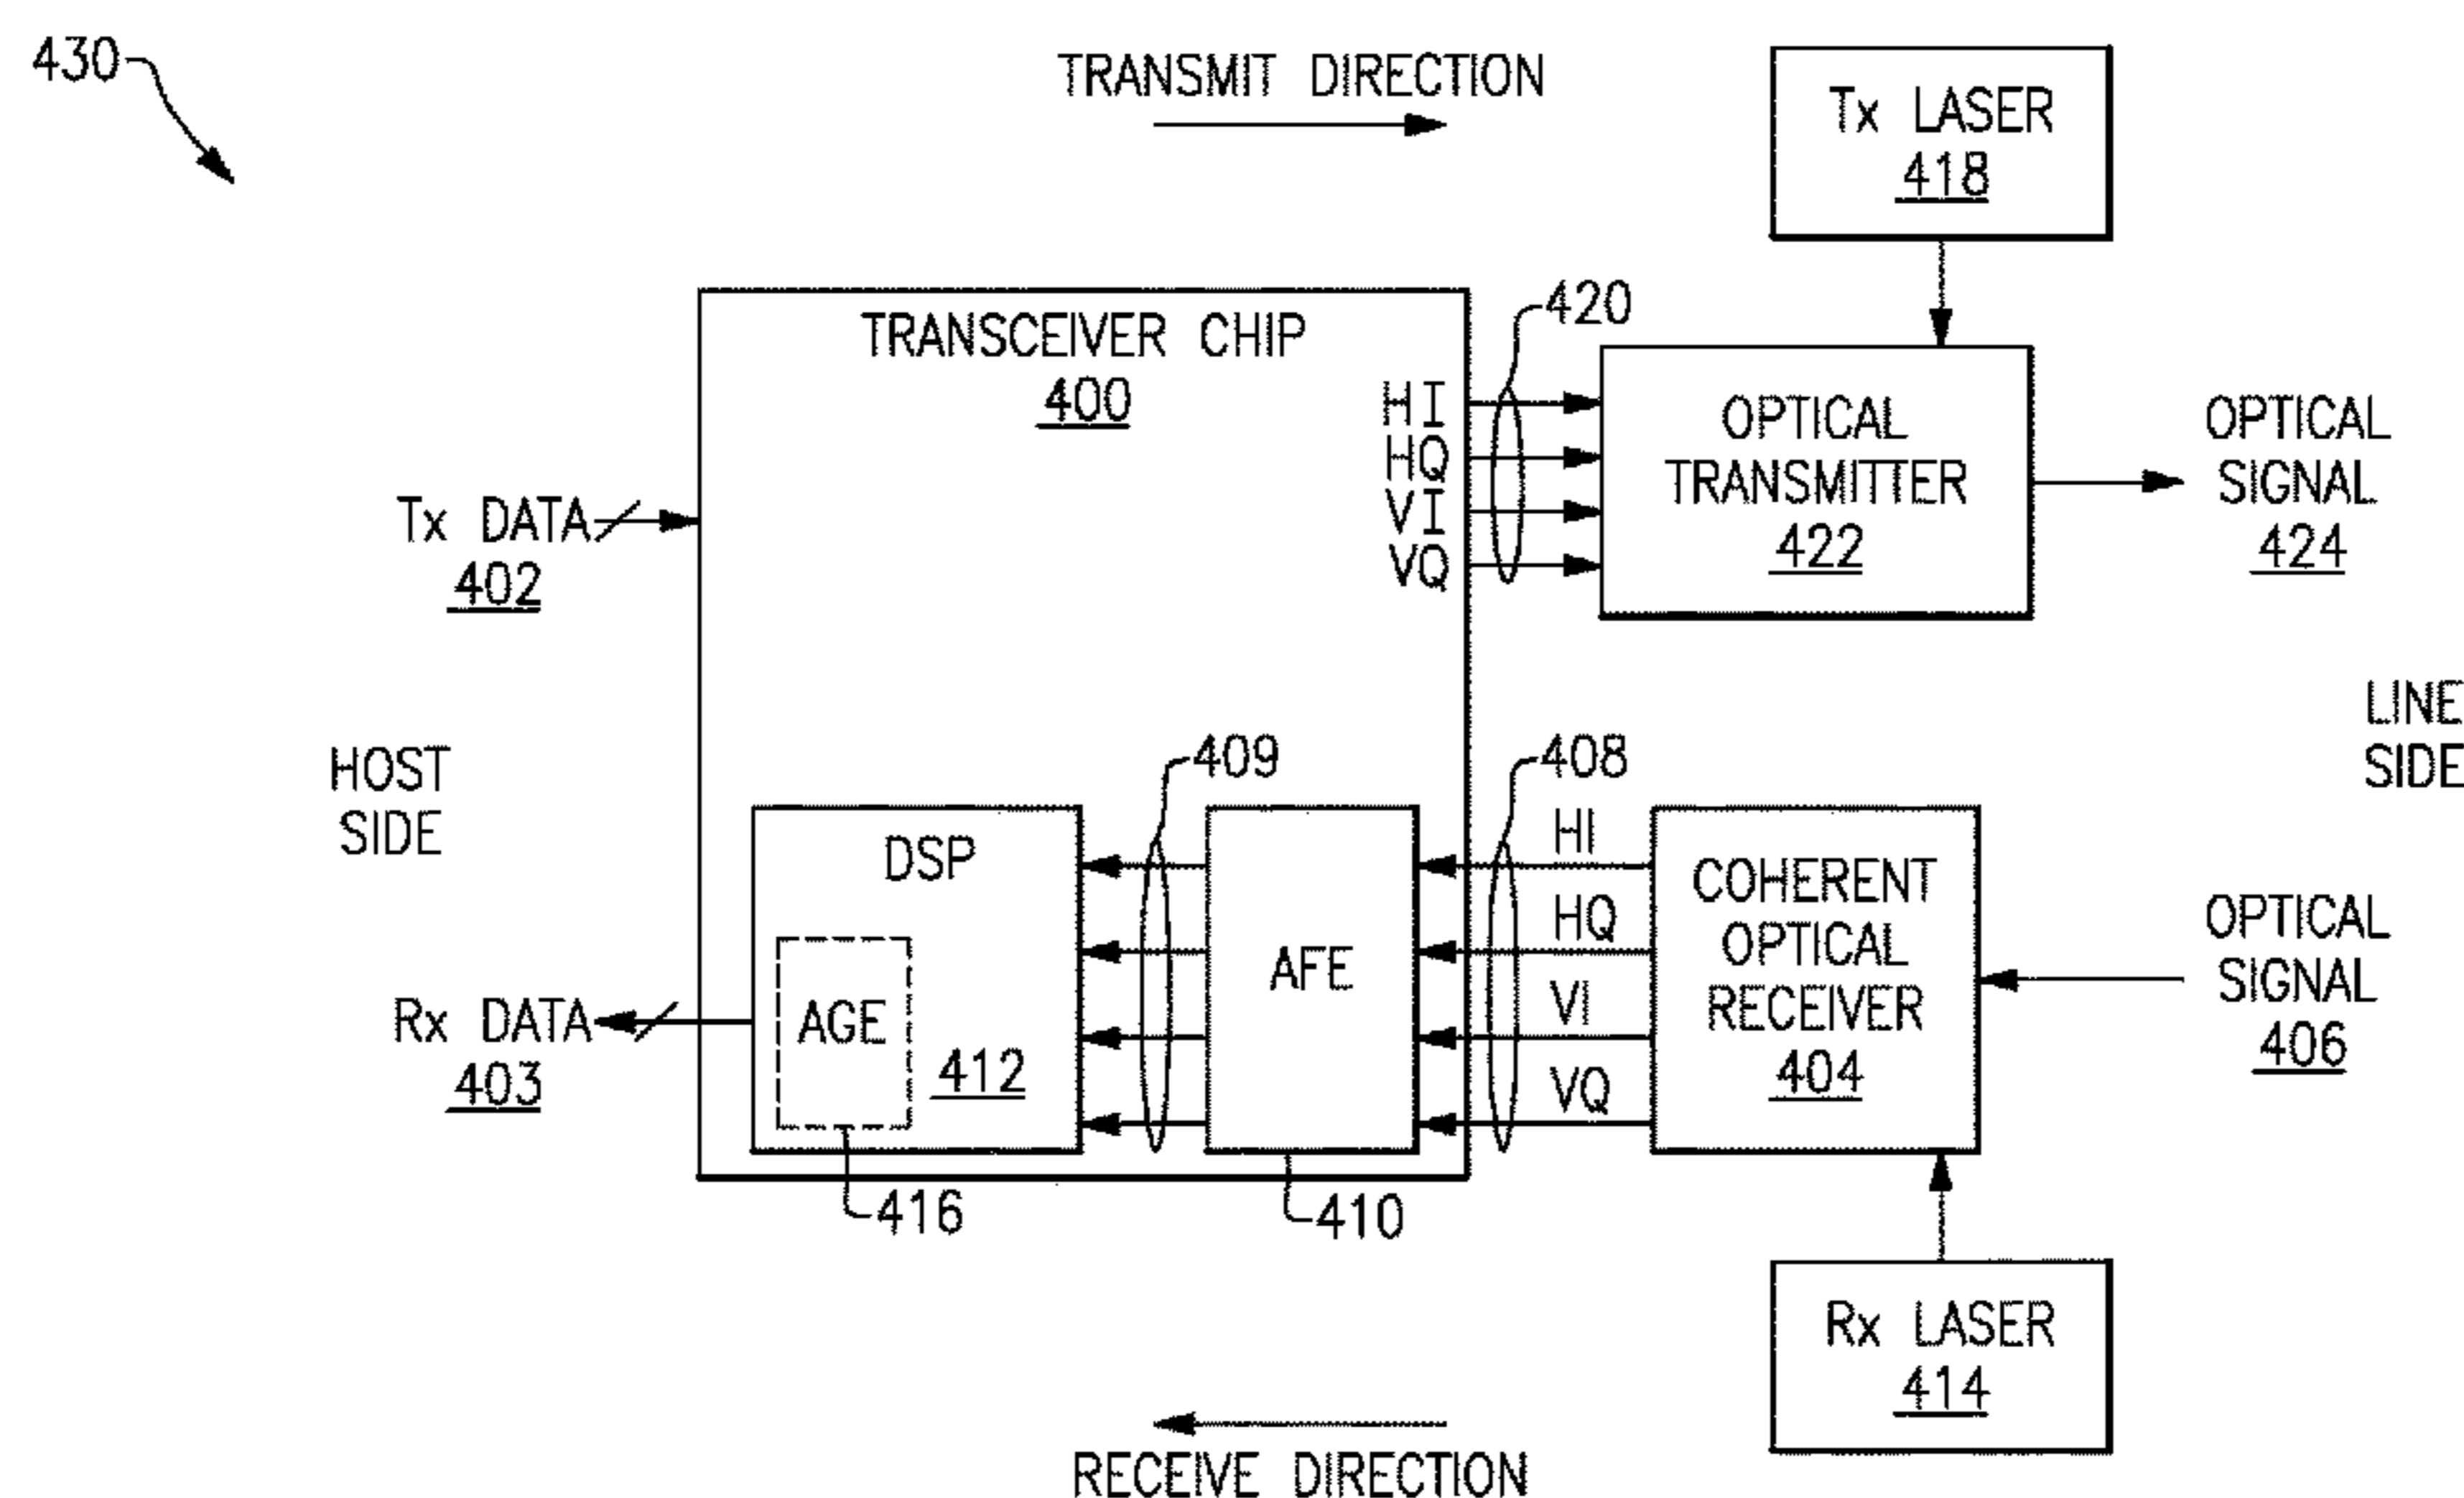 430
TRANSMIT DIRECTION
Tx LASER
418
TRANSCEIVER CHIP
400
420
HI
HQ
VI
VQ
OPTICAL
TRANSMITTER
422
OPTICAL
SIGNAL
424
Tx DATA
402
LINE
SIDE
HOST
SIDE
409
408
DSP
AGE
412
416
AFE
410
HI
HQ
VI
VQ
COHERENT
OPTICAL
RECEIVER
404
OPTICAL
SIGNAL
406
Rx DATA
403
Rx LASER
414
RECEIVE DIRECTION